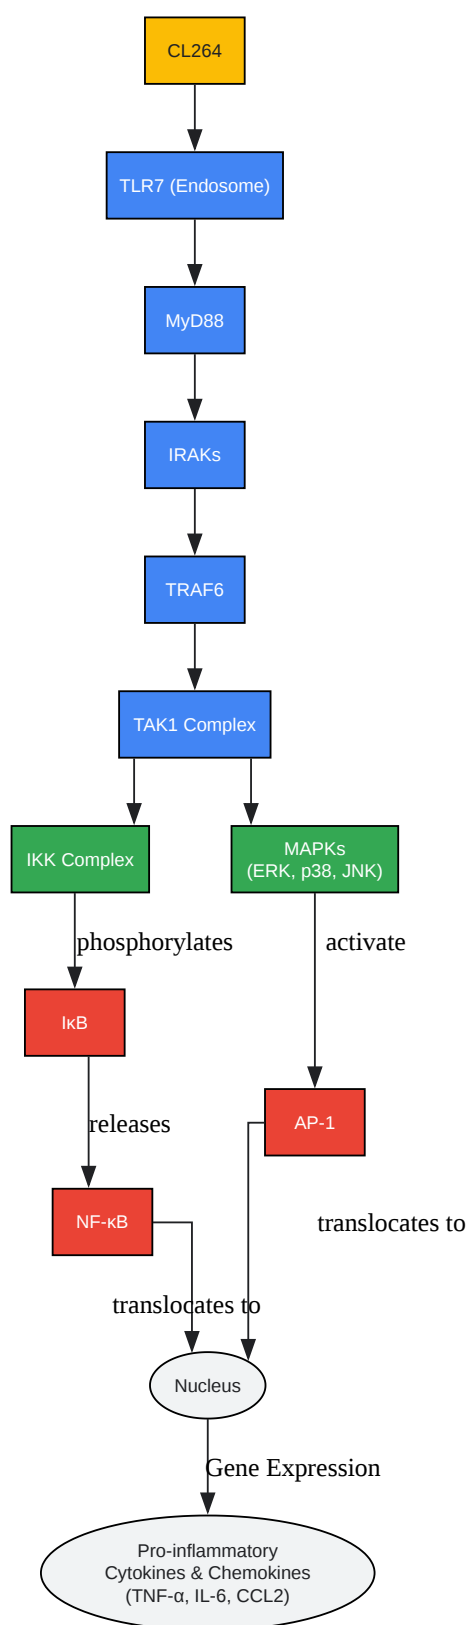 CL264
TLR7 (Endosome)
MyD88
IRAKs
TRAF6
TAK1 Complex
IKK Complex
MAPKs
(ERK, p38, JNK)
phosphorylates
activate
IκB
AP-1
releases
NF-κB
translocates to
translocates to
Nucleus
Gene Expression
Pro-inflammatory
Cytokines & Chemokines
(TNF-α, IL-6, CCL2)